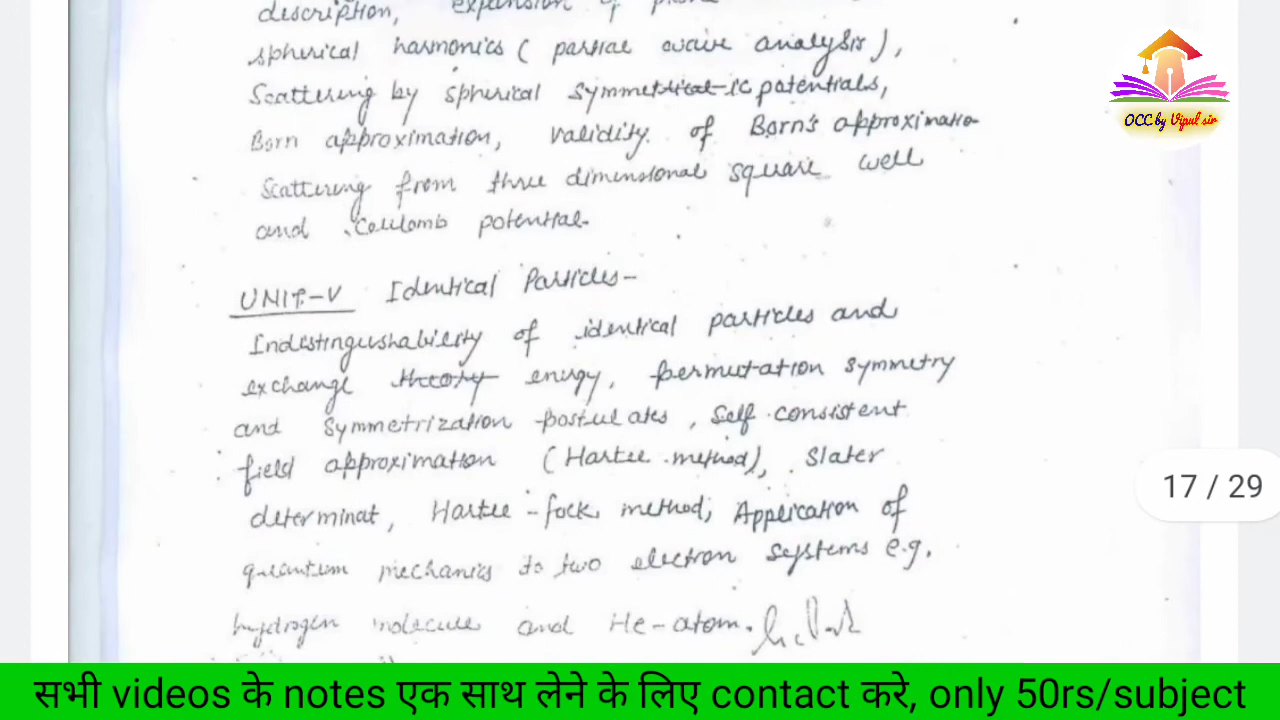 description, expansion of
spherical harmonics ( partial wave analysis ),
Scattering by spherical symmetrical ic potentials,
Born approximation, validity of Born's approximation
Scattering from three dimensional square well
and Coulomb potential.
UNIT-V Identical Particles-
Indistinguishability of identical particles and
exchange theory energy, permutation symmetry
and symmetrization postulates, self consistent
field approximation (Hartee method), Slater
determinat, Hartee-fock method, Application of
quantum mechanics to two electron systems e.g.
hydrogen molecule and He-atom.
OCC by Vipul sir
17 / 29
सभी videos के notes एक साथ लेने के लिए contact करे, only 50rs/subject